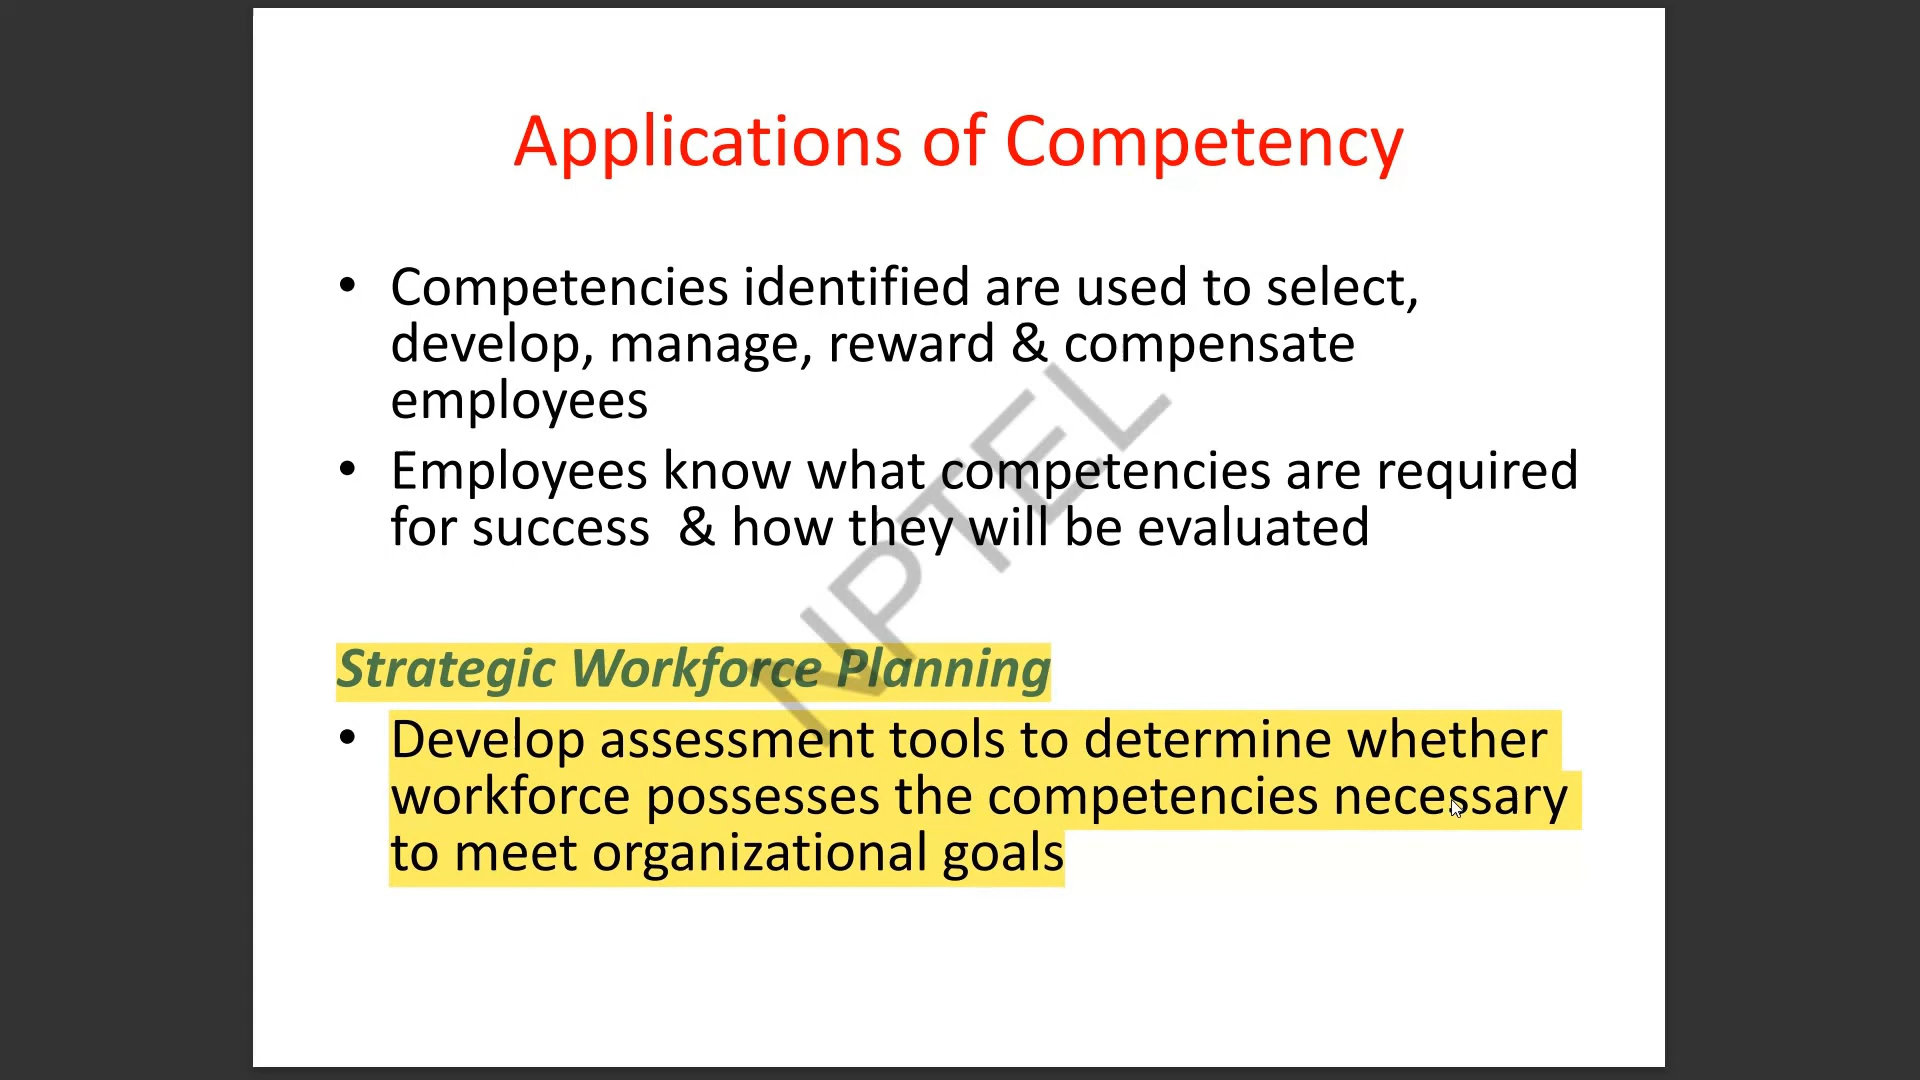 Applications of Competency
• Competencies identified are used to select,
develop, manage, reward & compensate
employees
• Employees know what competencies are required
for success  & how they will be evaluated
Strategic Workforce Planning
• Develop assessment tools to determine whether
workforce possesses the competencies necessary
to meet organizational goals
NPTEL